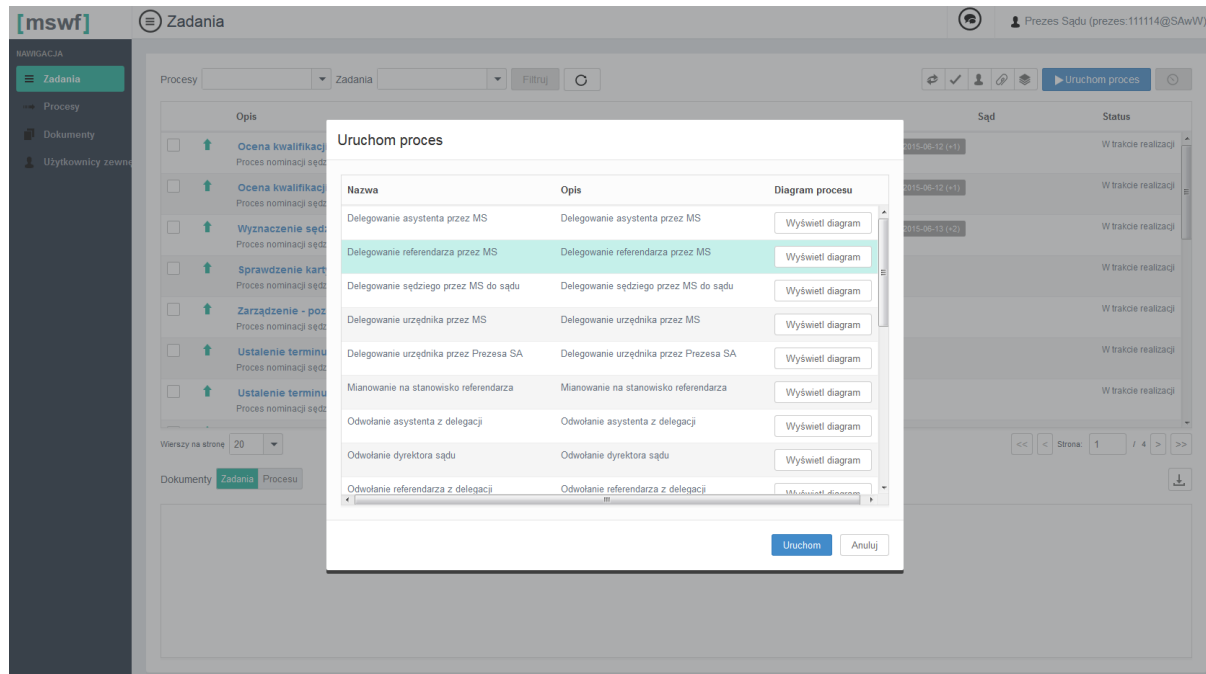 [mswf]
Zadania
Prezes Sądu (prezes:111114@SAwW)
NAWIGACJA
Zadania
Procesy
Dokumenty
Użytkownicy zewnę
Procesy
Zadania
Filtruj
Uruchom proces
Opis
Sąd
Status
Ocena kwalifikacj
Proces nominacji sędz
2015-06-12 (+1)
W trakcie realizacji
Ocena kwalifikacj
Proces nominacji sędz
2015-06-12 (+1)
W trakcie realizacji
Wyznaczenie sędz
Proces nominacji sędz
2015-06-13 (+2)
W trakcie realizacji
Sprawdzenie kart
Proces nominacji sędz
W trakcie realizacji
Zarządzenie - poz
Proces nominacji sędz
W trakcie realizacji
Ustalenie terminu
Proces nominacji sędz
W trakcie realizacji
Ustalenie terminu
Proces nominacji sędz
W trakcie realizacji
Uruchom proces
Nazwa Opis Diagram procesu
Delegowanie asystenta przez MS Delegowanie asystenta przez MS Wyświetl diagram
Delegowanie referendarza przez MS Delegowanie referendarza przez MS Wyświetl diagram
Delegowanie sędziego przez MS do sądu Delegowanie sędziego przez MS do sądu Wyświetl diagram
Delegowanie urzędnika przez MS Delegowanie urzędnika przez MS Wyświetl diagram
Delegowanie urzędnika przez Prezesa SA Delegowanie urzędnika przez Prezesa SA Wyświetl diagram
Mianowanie na stanowisko referendarza Mianowanie na stanowisko referendarza Wyświetl diagram
Odwołanie asystenta z delegacji Odwołanie asystenta z delegacji Wyświetl diagram
Odwołanie dyrektora sądu Odwołanie dyrektora sądu Wyświetl diagram
Odwołanie referendarza z delegacji Odwołanie referendarza z delegacji Wyświetl diagram
Uruchom Anuluj
Wierszy na stronę 20
<< < Strona: 1 / 4 > >>
Dokumenty Zadania Procesu